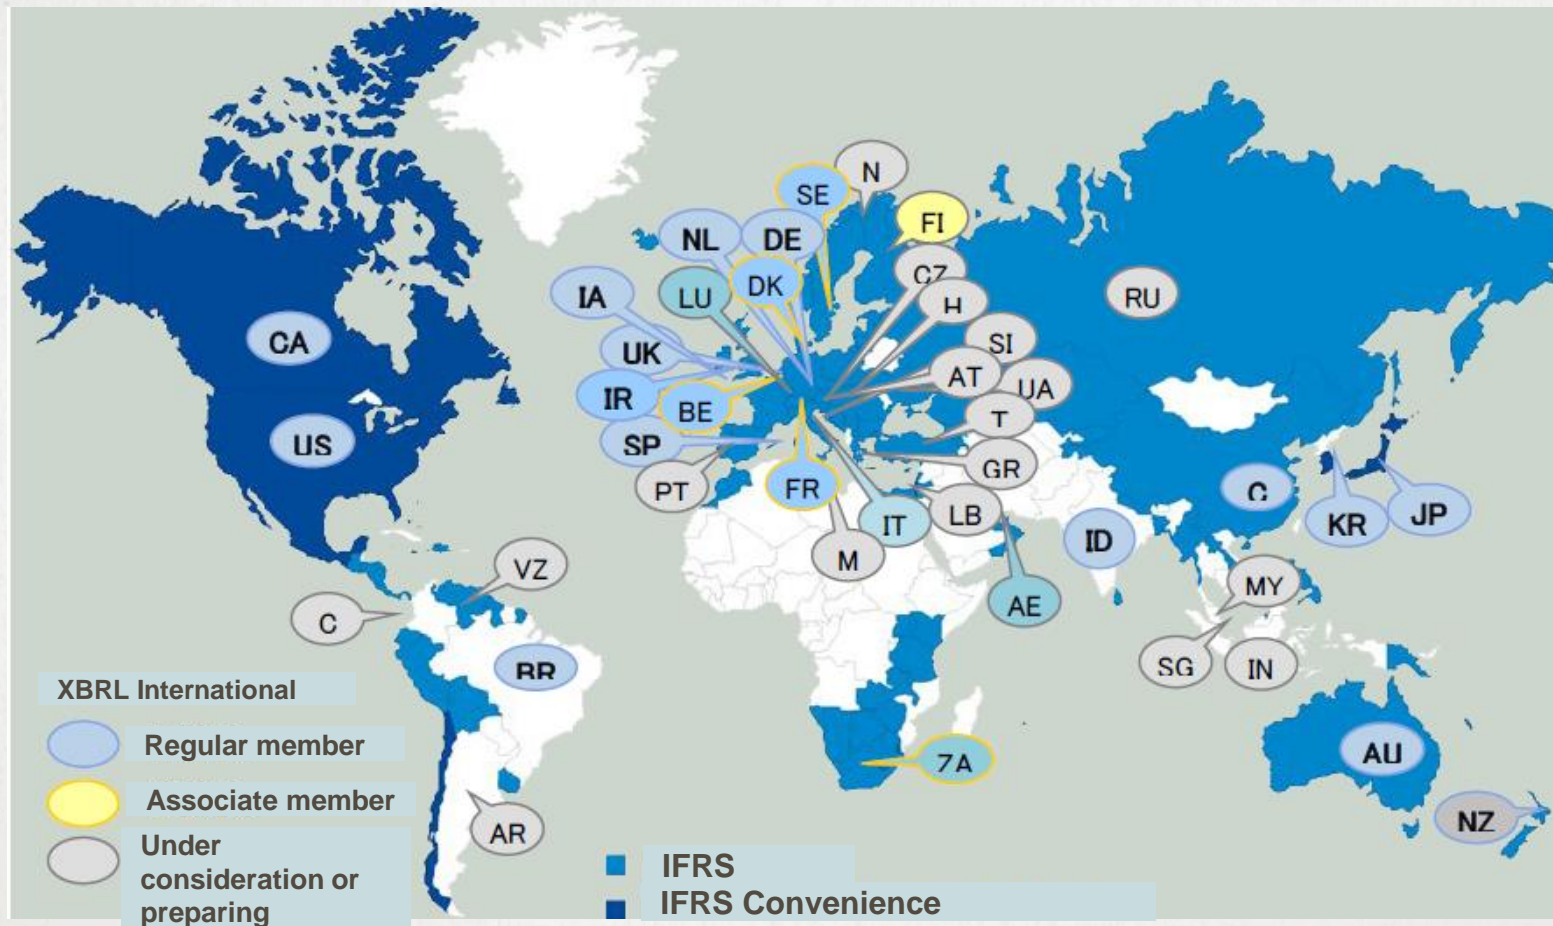 N
SE
FI
NL
DE
CZ
DK
RU
IA
LU
H
CA
UK
SI
AT
UA
IR
BE
T
US
SP
GR
PT
FR
C
JP
KR
LB
IT
ID
M
VZ
MY
AE
C
SG
IN
BR
XBRL International
Regular member
AU
ZA
Associate member
NZ
AR
Under
consideration or
preparing
IFRS
IFRS Convenience